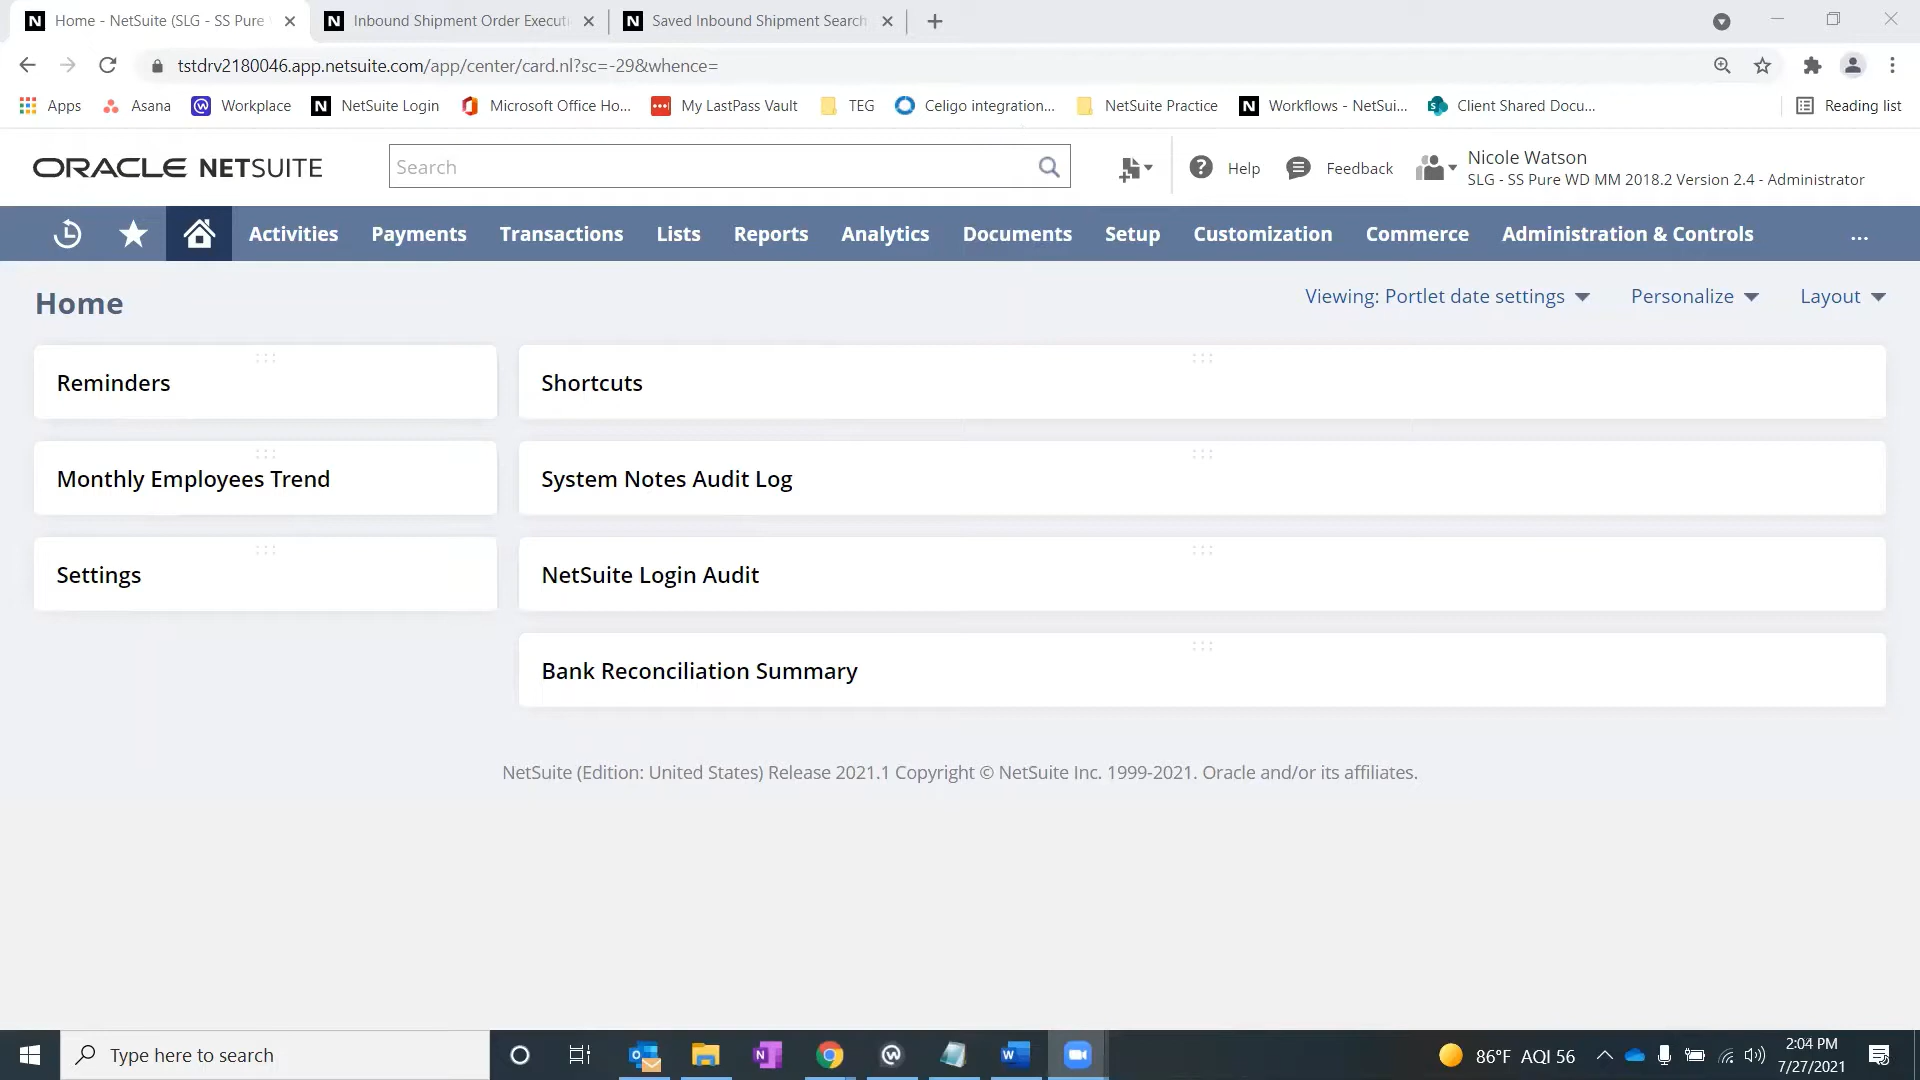 Home - NetSuite (SLG - SS Pure
Inbound Shipment Order Executi
Saved Inbound Shipment Search
tstdrv2180046.app.netsuite.com/app/center/card.nl?sc=-29&whence=
Apps
Asana
Workplace
NetSuite Login
Microsoft Office Ho...
My LastPass Vault
TEG
Celigo integration...
NetSuite Practice
Workflows - NetSui...
Client Shared Docu...
Reading list
ORACLE NETSUITE
Search
Help
Feedback
Nicole Watson
SLG - SS Pure WD MM 2018.2 Version 2.4 - Administrator
Activities
Payments
Transactions
Lists
Reports
Analytics
Documents
Setup
Customization
Commerce
Administration & Controls
...
Home
Viewing: Portlet date settings
Personalize
Layout
Reminders
Shortcuts
Monthly Employees Trend
System Notes Audit Log
Settings
NetSuite Login Audit
Bank Reconciliation Summary
NetSuite (Edition: United States) Release 2021.1 Copyright © NetSuite Inc. 1999-2021. Oracle and/or its affiliates.
Type here to search
86°F AQI 56
2:04 PM
7/27/2021